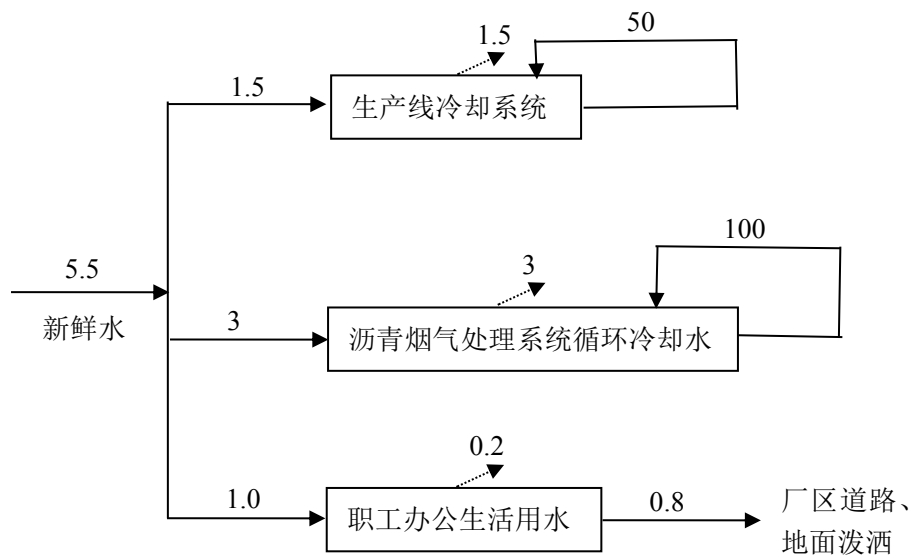 50
1.5
1.5
生产线冷却系统
100
5.5
3
新鲜水
3
沥青烟气处理系统循环冷却水
0.2
1.0
职工办公生活用水
0.8
厂区道路、
地面泼洒